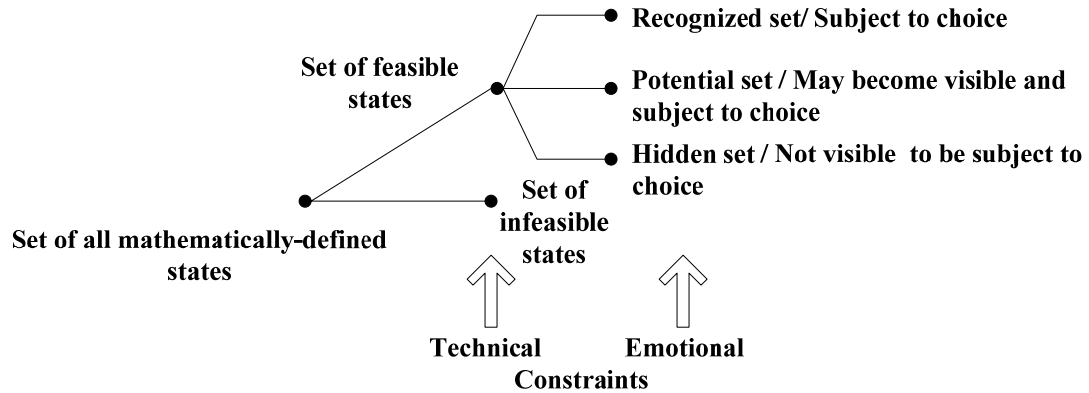 Recognized set/ Subject to choice
Set of feasible
states
Potential set / May become visible and
subject to choice
Hidden set / Not visible to be subject to
choice
Set of
infeasible
states
Set of all mathematically-defined
states
Technical
Emotional
Constraints